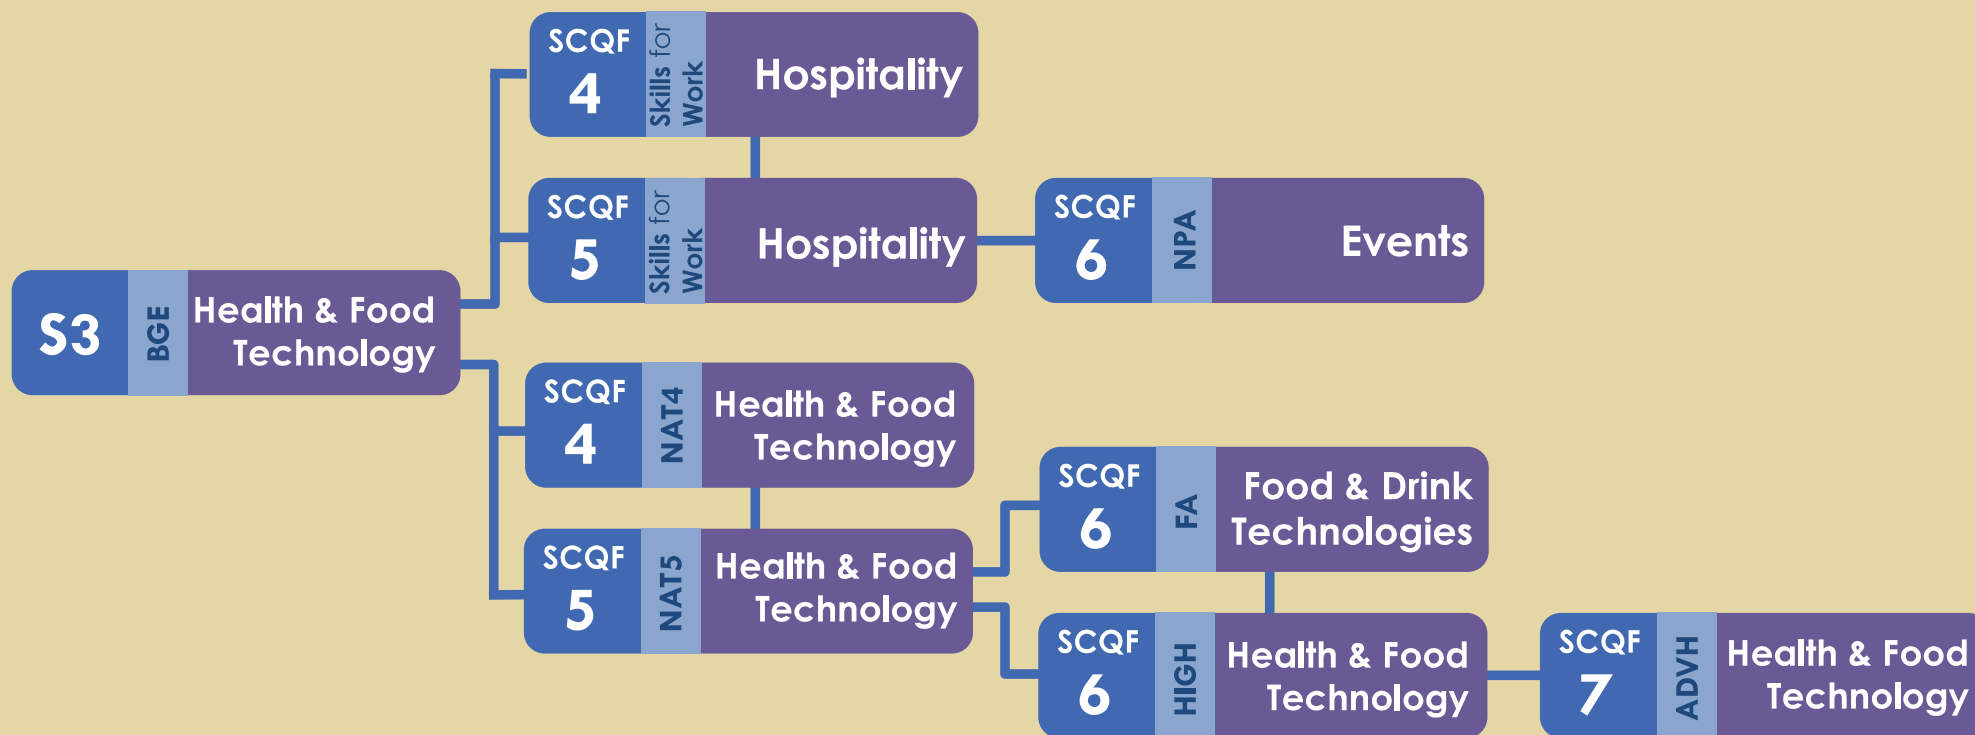 SCQF
4
Skills for
Work
Hospitality
SCQF
5
Skills for
Work
Hospitality
SCQF
6
NPA
Events
S3
BGE
Health & Food
Technology
SCQF
4
NAT4
Health & Food
Technology
SCQF
5
NAT5
Health & Food
Technology
SCQF
6
FA
Food & Drink
Technologies
SCQF
6
HIGH
Health & Food
Technology
SCQF
7
ADVH
Health & Food
Technology